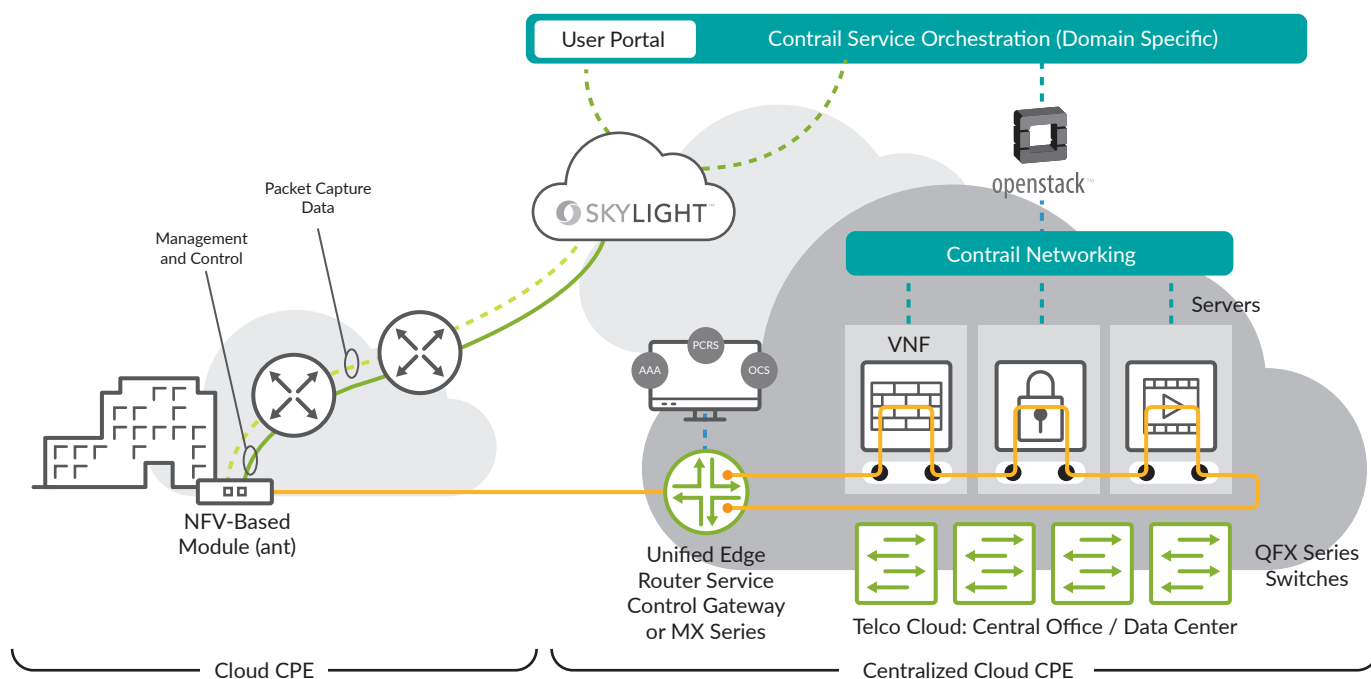 User Portal
Contrail Service Orchestration (Domain Specific)
openstack™
Packet Capture
Data
SKYLIGHT™
Management
and Control
Contrail Networking
Servers
VNF
PCRS
AAA
OCS
NFV-Based
Module (ant)
Unified Edge
Router Service
Control Gateway
or MX Series
QFX Series
Switches
Telco Cloud: Central Office / Data Center
Cloud CPE
Centralized Cloud CPE